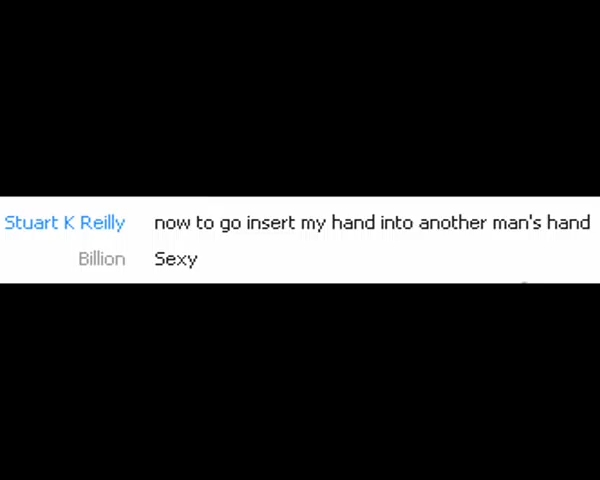 Stuart K Reilly now to go insert my hand into another man's hand
Billion Sexy